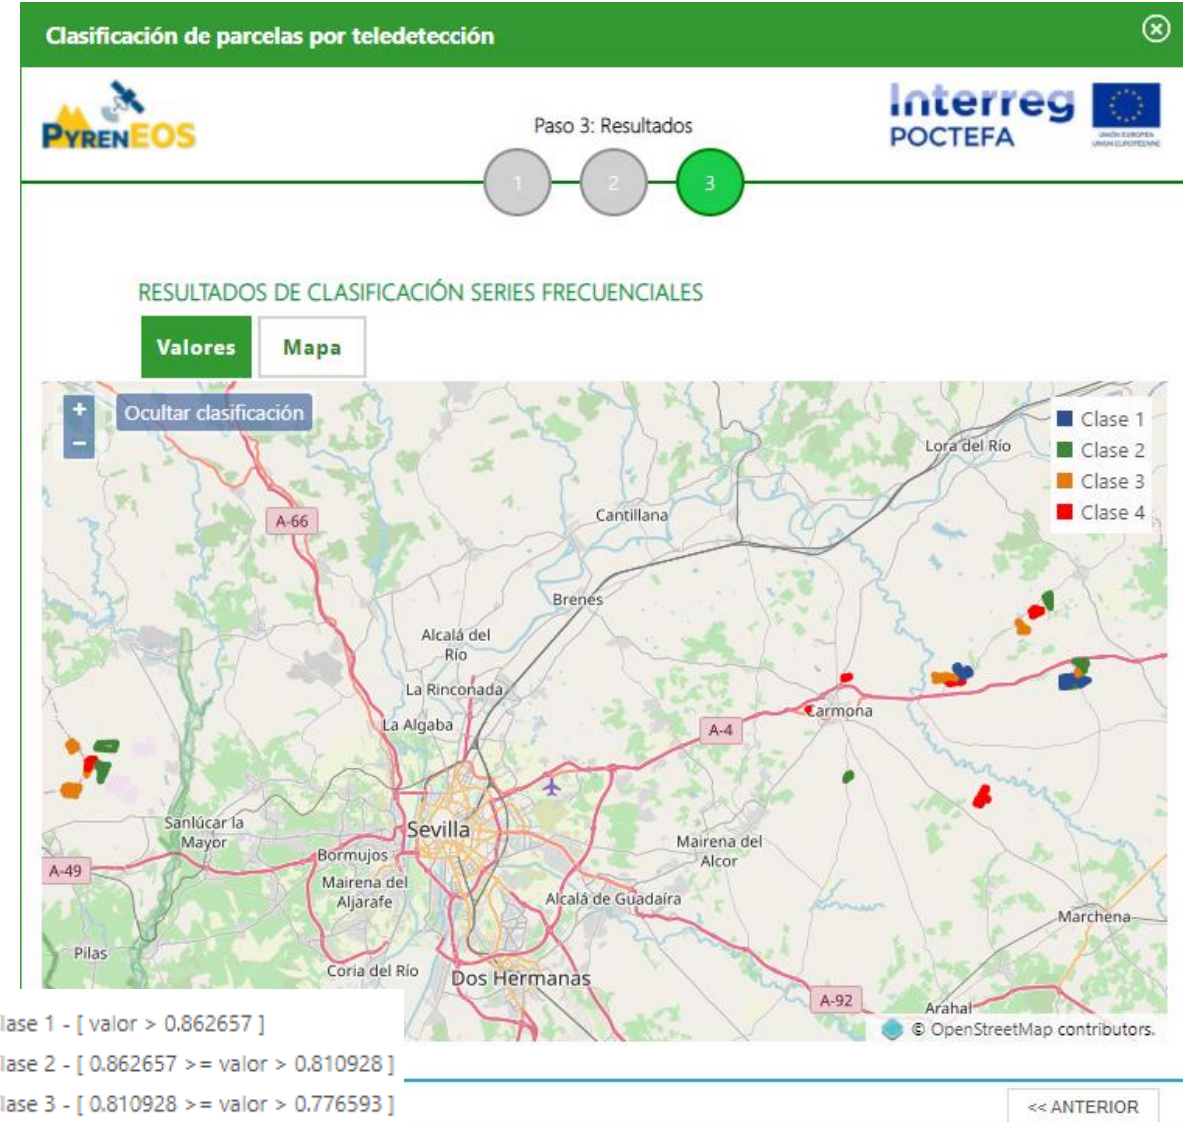 Clasificación de parcelas por teledetección
PYRENEOS
Paso 3: Resultados
Interreg
POCTEFA
UNIÓN EUROPEA
UNION EUROPÉENNE
1
2
3
RESULTADOS DE CLASIFICACIÓN SERIES FRECUENCIALES
Valores
Mapa
+
−
Ocultar clasificación
Clase 1
Clase 2
Clase 3
Clase 4
Lora del Río
A-66
Cantillana
Brenes
Alcalá del
Río
La Rinconada
La Algaba
Carmona
A-4
Sanlúcar la
Mayor
Sevilla
Bormujos
A-49
Mairena del
Aljarafe
Mairena del
Alcor
Alcalá de Guadaíra
Marchena
Pilas
Coria del Río
Dos Hermanas
A-92
Arahal
© OpenStreetMap contributors.
lase 1 - [ valor > 0.862657 ]
lase 2 - [ 0.862657 >= valor > 0.810928 ]
lase 3 - [ 0.810928 >= valor > 0.776593 ]
<< ANTERIOR